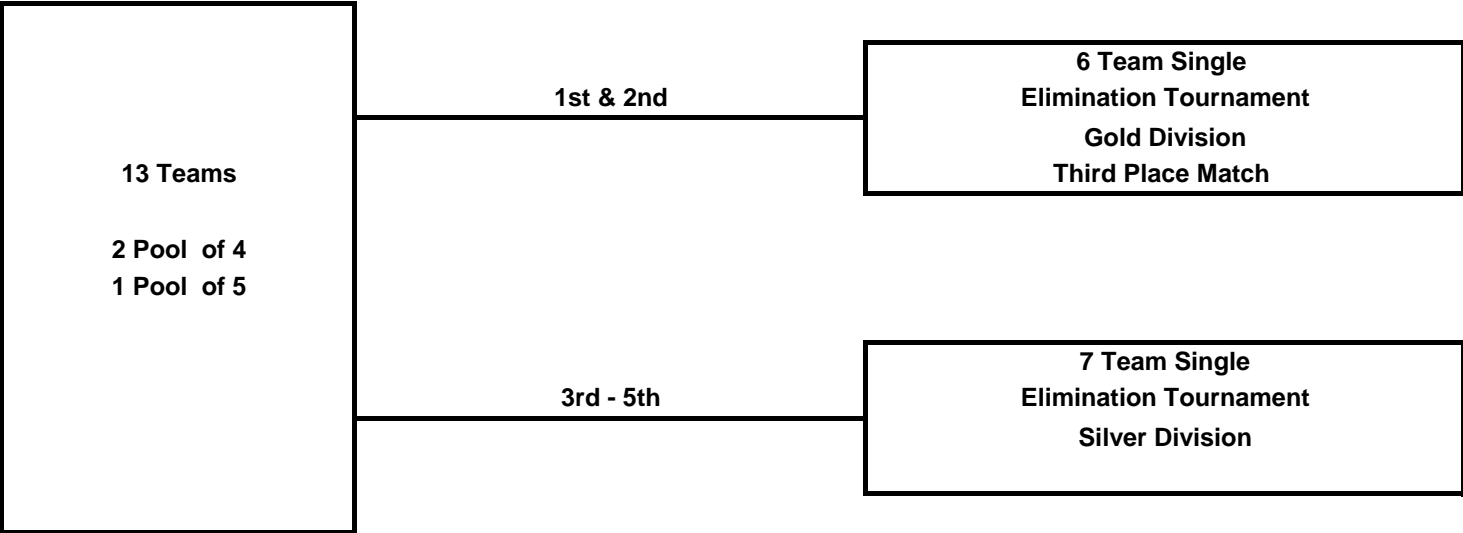 13 Teams
2 Pool of 4
1 Pool of 5
1st & 2nd
6 Team Single
Elimination Tournament
Gold Division
Third Place Match
3rd - 5th
7 Team Single
Elimination Tournament
Silver Division